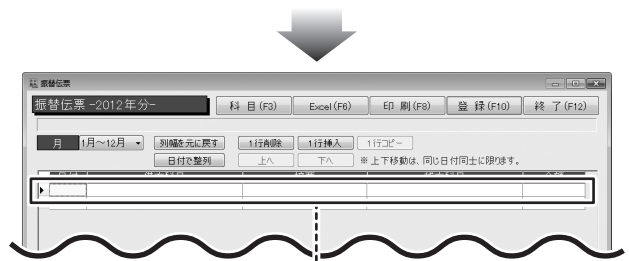 振替伝票
振替伝票 -2012年分- 科 目(F3) Excel(F6) 印 刷(F8) 登 録(F10) 終 了(F12)
月 1月～12月 列幅を元に戻す 1行削除 1行挿入 1行コピー
日付で整列 上へ 下へ ※上下移動は、同じ日付同士に限ります。